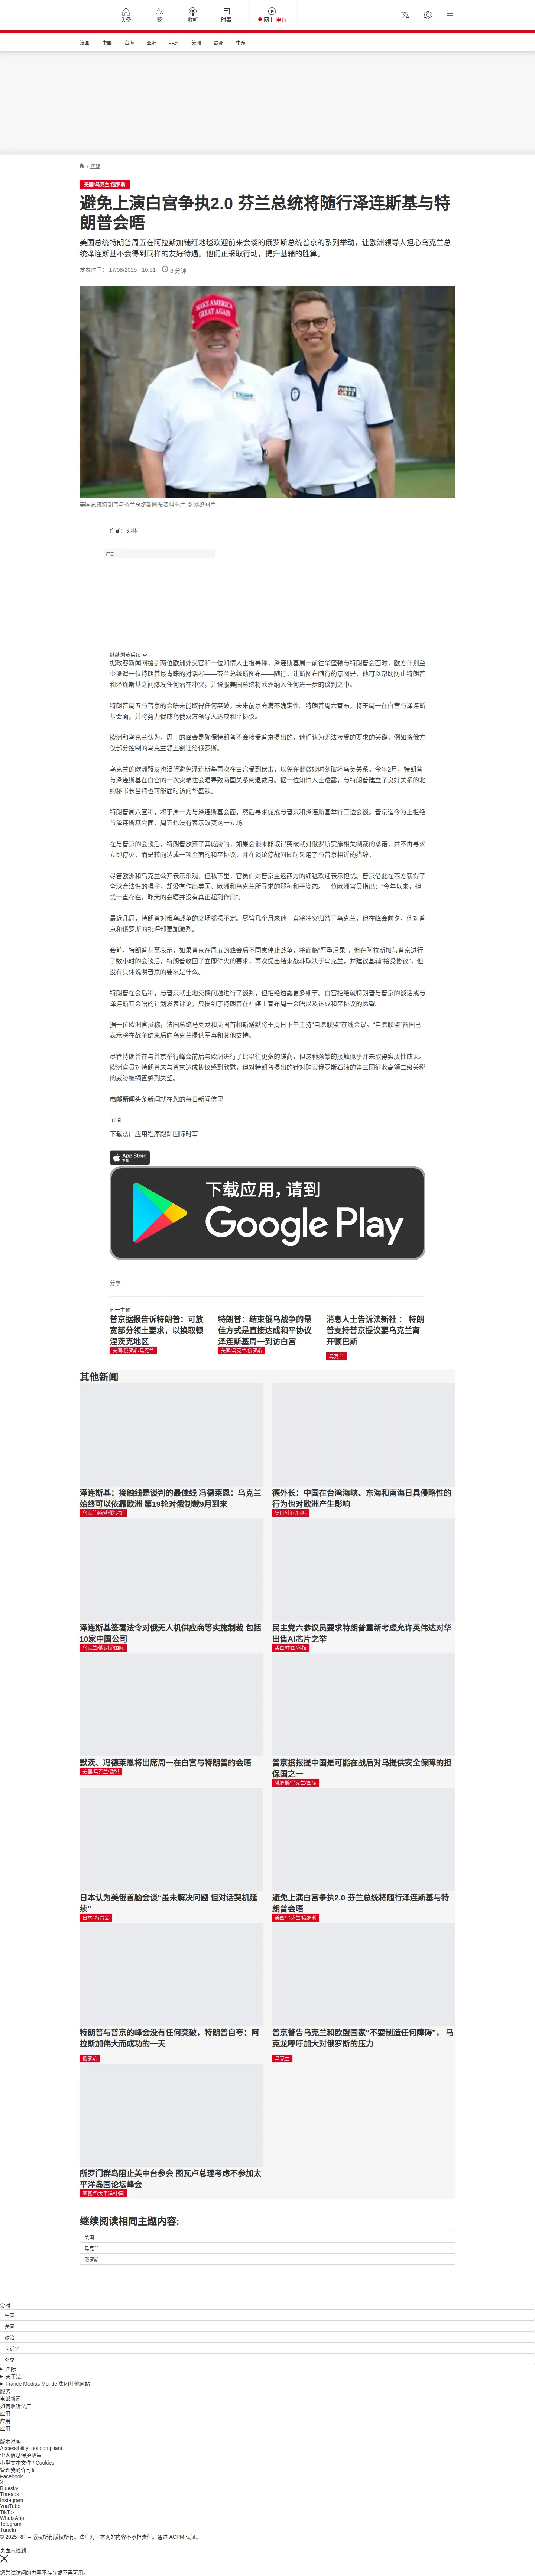 头条
繁
收听
时事
网上 电台
法国
中国
台海
亚洲
非洲
美洲
欧洲
中东
/ 国际
美国/乌克兰/俄罗斯
避免上演白宫争执2.0 芬兰总统将随行泽连斯基与特
朗普会晤
美国总统特朗普周五在阿拉斯加铺红地毯欢迎前来会谈的俄罗斯总统普京的系列举动，让欧洲领导人担心乌克兰总
统泽连斯基不会得到同样的友好待遇。他们正采取行动，提升基辅的胜算。
发表时间： 17/08/2025 - 10:51
6 分钟
MAKE AMERICA
GREAT AGAIN
美国总统特朗普与芬兰总统斯图布资料图片 © 网络图片
作者： 弗林
广告
继续浏览后续
据政客新闻网援引两位欧洲外交官和一位知情人士报导称，泽连斯基周一前往华盛顿与特朗普会面时，欧方计划至
少派遣一位特朗普最青睐的对话者——芬兰总统斯图布——随行。让斯图布随行的意图是，他可以帮助防止特朗普
和泽连斯基之间爆发任何潜在冲突，并说服美国总统将欧洲纳入任何进一步的谈判之中。
特朗普周五与普京的会晤未能取得任何突破，未来前景充满不确定性。特朗普周六宣布，将于周一在白宫与泽连斯
基会面，并将努力促成乌俄双方领导人达成和平协议。
欧洲和乌克兰认为，周一的峰会是确保特朗普不会接受普京提出的，他们认为无法接受的要求的关键，例如将俄方
仅部分控制的乌克兰领土割让给俄罗斯。
乌克兰的欧洲盟友也渴望避免泽连斯基再次在白宫受到伏击，以免在此微妙时刻破坏乌美关系。今年2月，特朗普
与泽连斯基在白宫的一次灾难性会晤导致两国关系倒退数月。据一位知情人士透露，与特朗普建立了良好关系的北
约秘书长吕特也可能届时访问华盛顿。
特朗普周六宣称，将于周一先与泽连斯基会面，然后寻求促成与普京和泽连斯基举行三边会谈。普京迄今为止拒绝
与泽连斯基会面，周五也没有表示改变这一立场。
在与普京的会谈后，特朗普放弃了其威胁的，如果会谈未能取得突破就对俄罗斯实施相关制裁的承诺，并不再寻求
立即停火，而是转向达成一项全面的和平协议，并在谈论停战问题时采用了与普京相近的措辞。
尽管欧洲和乌克兰公开表示乐观，但私下里，官员们对普京重返西方的红毯欢迎表示担忧。普京借此在西方获得了
全球合法性的幌子，却没有作出美国、欧洲和乌克兰所寻求的那种和平姿态。一位欧洲官员指出：“今年以来，担
忧一直存在，昨天的会晤并没有真正起到作用”。
最近几周，特朗普对俄乌战争的立场摇摆不定。尽管几个月来他一直将冲突归咎于乌克兰，但在峰会前夕，他对普
京和俄罗斯的批评却更加激烈。
会前，特朗普甚至表示，如果普京在周五的峰会后不同意停止战争，将面临“严重后果”。但在阿拉斯加与普京进行
了数小时的会谈后，特朗普收回了立即停火的要求，再次提出结束战斗取决于乌克兰，并建议基辅“接受协议”，但
没有具体说明普京的要求是什么。
特朗普在会后称，与普京就土地交换问题进行了谈判，但拒绝透露更多细节。白宫拒绝就特朗普与普京的谈话或与
泽连斯基会晤的计划发表评论，只提到了特朗普在社媒上宣布周一会晤以及达成和平协议的愿望。
据一位欧洲官员称，法国总统马克龙和英国首相斯塔默将于周日下午主持“自愿联盟”在线会议。“自愿联盟”各国已
表示将在战争结束后向乌克兰提供军事和其他支持。
尽管特朗普在与普京举行峰会前后与欧洲进行了比以往更多的磋商，但这种频繁的接触似乎并未取得实质性成果。
欧洲官员对特朗普未与普京达成协议感到欣慰，但对特朗普提出的针对购买俄罗斯石油的第三国征收高额二级关税
的威胁被搁置感到失望。
电邮新闻头条新闻就在您的每日新闻信里
订阅
下载法广应用程序跟踪国际时事
App Store
下载
下载应用，请到
Google Play
分享 :
同一主题
普京据报告诉特朗普：可放
宽部分领土要求，以换取顿
涅茨克地区
美国/俄罗斯/乌克兰
特朗普：结束俄乌战争的最
佳方式是直接达成和平协议
泽连斯基周一到访白宫
美国/乌克兰/俄罗斯
消息人士告诉法新社 ： 特朗
普支持普京提议要乌克兰离
开顿巴斯
乌克兰
其他新闻
泽连斯基：接触线是谈判的最佳线 冯德莱恩：乌克兰
始终可以依靠欧洲 第19轮对俄制裁9月到来
乌克兰/欧盟/俄罗斯
德外长：中国在台湾海峡、东海和南海日具侵略性的
行为也对欧洲产生影响
德国/中国/国际
泽连斯基签署法令对俄无人机供应商等实施制裁 包括
10家中国公司
乌克兰/俄罗斯/国际
民主党六参议员要求特朗普重新考虑允许英伟达对华
出售AI芯片之举
美国/中国/科技
默茨、冯德莱恩将出席周一在白宫与特朗普的会晤
美国/乌克兰/欧盟
普京据报提中国是可能在战后对乌提供安全保障的担
保国之一
俄罗斯/乌克兰/国际
日本认为美俄首脑会谈“虽未解决问题 但对话契机延
续”
日本/ 特普会
避免上演白宫争执2.0 芬兰总统将随行泽连斯基与特
朗普会晤
美国/乌克兰/俄罗斯
特朗普与普京的峰会没有任何突破，特朗普自夸：阿
拉斯加伟大而成功的一天
俄罗斯
普京警告乌克兰和欧盟国家“不要制造任何障碍”， 马
克龙呼吁加大对俄罗斯的压力
乌克兰
所罗门群岛阻止美中台参会 图瓦卢总理考虑不参加太
平洋岛国论坛峰会
图瓦卢/太平洋/中国
继续阅读相同主题内容:
美国
乌克兰
俄罗斯
实时
中国
美国
政治
习近平
外交
国际
关于法广
France Médias Monde 集团其他网站
服务
电邮新闻
如何收听法广
应用
应用
应用
版本说明
Accessibility: not compliant
个人信息保护政策
小型文本文件 / Cookies
管理我的许可证
Facebook
X
Bluesky
Threads
Instagram
YouTube
TikTok
WhatsApp
Telegram
TuneIn
© 2025 RFI – 版权所有版权所有。法广对非本网站内容不承担责任。通过 ACPM 认证。
页面未找到
您尝试访问的内容不存在或不再可用。